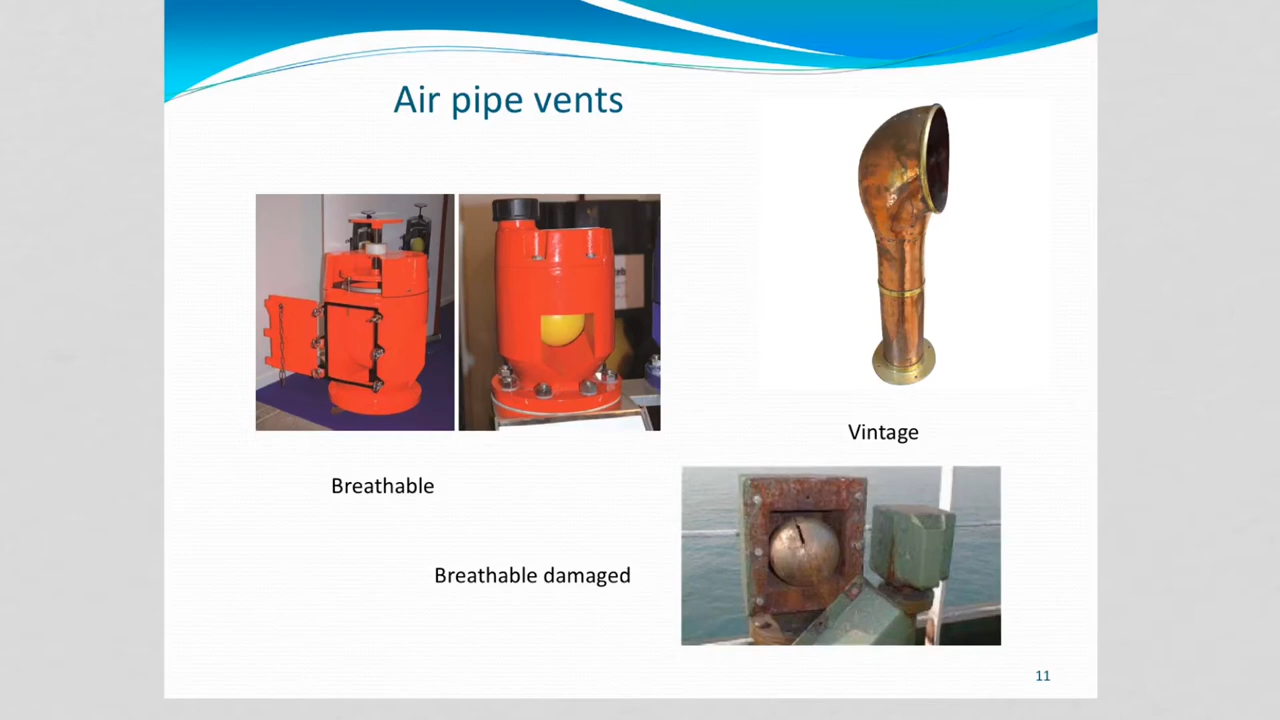 Air pipe vents
Vintage
Breathable
Breathable damaged
11